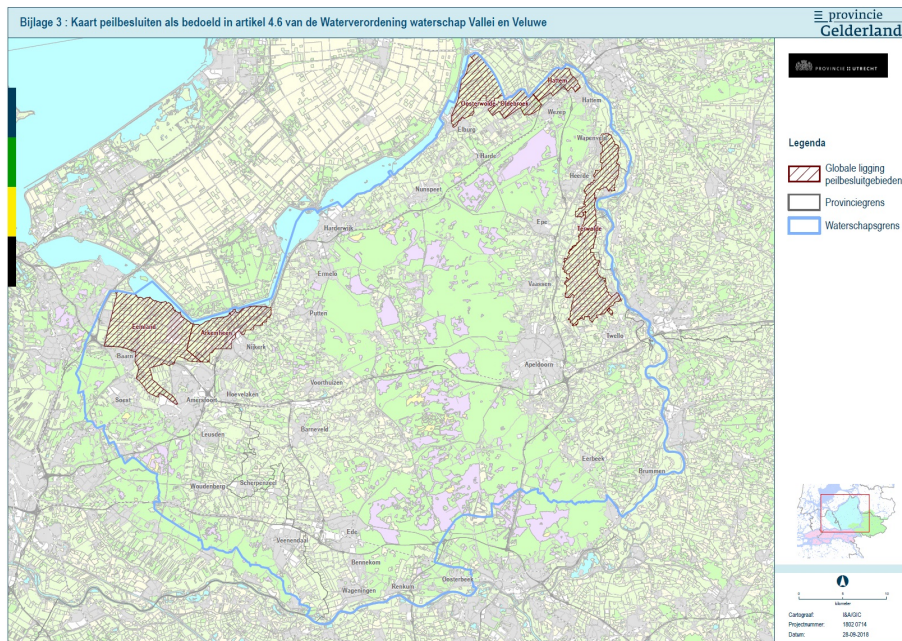 Bijlage 3 : Kaart peilbesluiten als bedoeld in artikel 4.6 van de Waterverordening waterschap Vallei en Veluwe
provincie
Gelderland
PROVINCIE UTRECHT
Legenda
Globale ligging
peilbesluitgebieden
Provinciegrens
Waterschapsgrens
Hattem
Oosterwolde
Oldebroek
Hattem
Wezep
Elburg
Wapenveld
't Harde
Heerde
Nunspeet
Epe
Terwolde
Harderwijk
Ermelo
Vaassen
Putten
Eemland
Arkemheen
Twello
Nijkerk
Baarn
Apeldoorn
Voorthuizen
Hoevelaken
Soest
Amersfoort
Barneveld
Leusden
Eerbeek
Brummen
Scherpenzeel
Woudenberg
Ede
Veenendaal
Bennekom
Oosterbeek
Renkum
Wageningen
0
10
kilometer
Cartograaf:
I&A/GIC
Projectnummer:
1802 0714
Datum:
28-09-2018